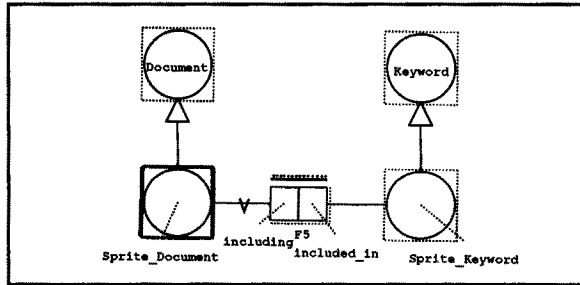 Document
Keyword
including
F5
included_in
Sprite_Document
Sprite_Keyword